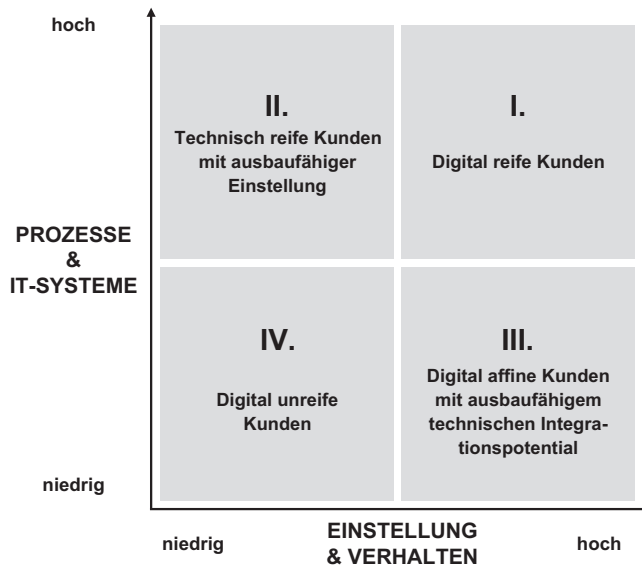 hoch
II.
Technisch reife Kunden
mit ausbaufähiger
Einstellung
I.
Digital reife Kunden
PROZESSE
&
IT-SYSTEME
IV.
Digital unreife
Kunden
III.
Digital affine Kunden
mit ausbaufähigem
technischen Integra-
tionspotential
niedrig
niedrig
EINSTELLUNG
& VERHALTEN
hoch